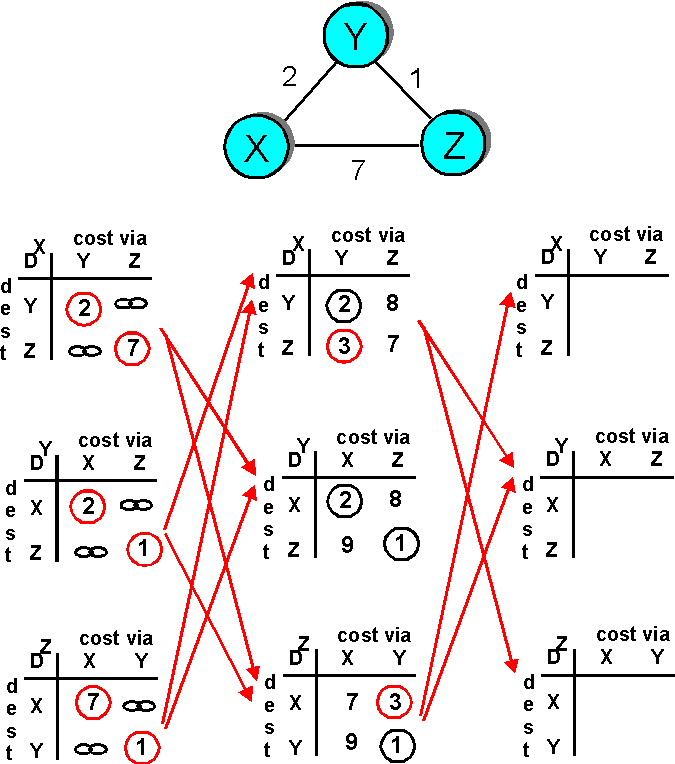 Y
2 1
X Z
7
X cost via
D Y Z
Y 2 ∞
Z ∞ 7
dest
X cost via
D Y Z
Y 2 8
Z 3 7
dest
X cost via
D Y Z
Y
Z
dest
Y cost via
D X Z
X 2 ∞
Z ∞ 1
dest
Y cost via
D X Z
X 2 8
Z 9 1
dest
Y cost via
D X Z
X
Z
dest
Z cost via
D X Y
X 7 ∞
Y ∞ 1
dest
Z cost via
D X Y
X 7 3
Y 9 1
dest
Z cost via
D X Y
X
Y
dest